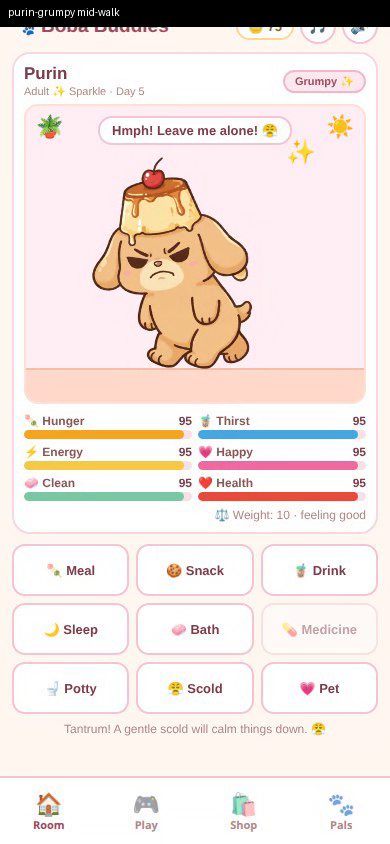 purin-grumpy mid-walk
Boba Buddies
75
Purin
Adult ✨ Sparkle · Day 5
Grumpy ✨
Hmph! Leave me alone! 😤
🍡 Hunger 95
🧋 Thirst 95
⚡ Energy 95
💗 Happy 95
🧼 Clean 95
❤️ Health 95
⚖️ Weight: 10 · feeling good
🍡 Meal
🍪 Snack
🧋 Drink
🌙 Sleep
🧼 Bath
💊 Medicine
🚽 Potty
😤 Scold
💗 Pet
Tantrum! A gentle scold will calm things down. 😤
Room
Play
Shop
Pals